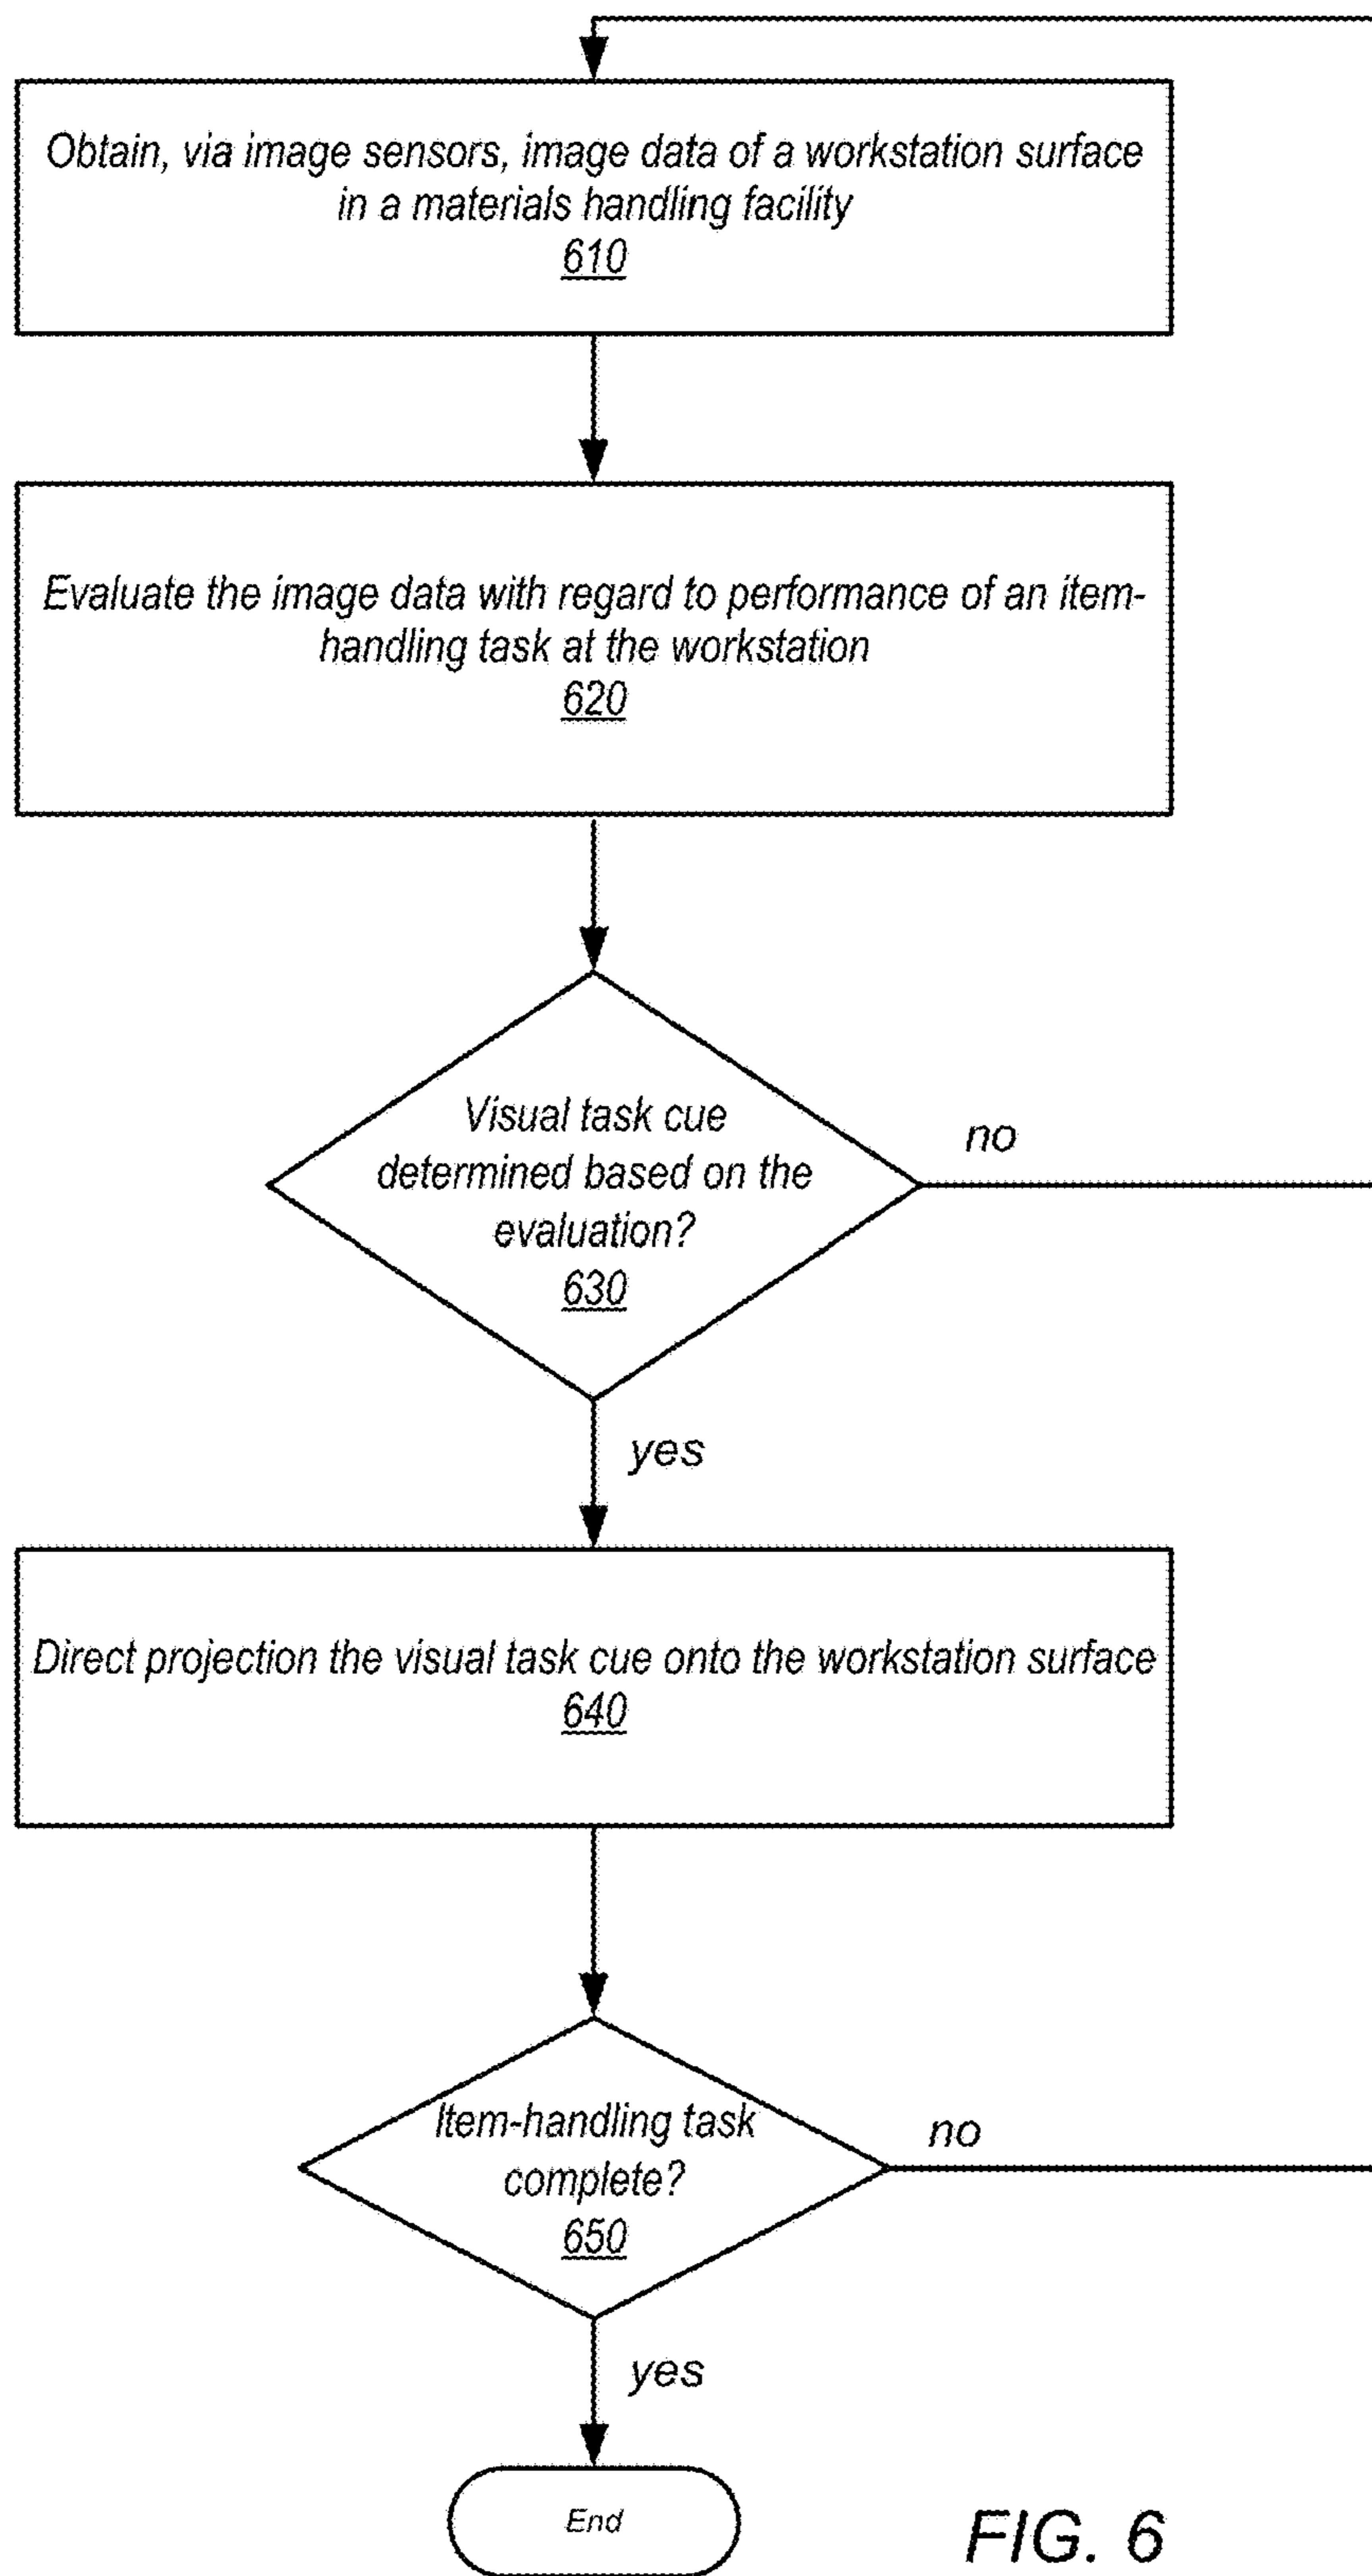 Obtain, via image sensors, image data of a workstation surface
in a materials handling facility
610
Evaluate the image data with regard to performance of an item-
handling task at the workstation
620
Visual task cue
determined based on the
evaluation?
630
no
yes
Direct projection the visual task cue onto the workstation surface
640
Item-handling task
complete?
650
no
yes
End
FIG. 6